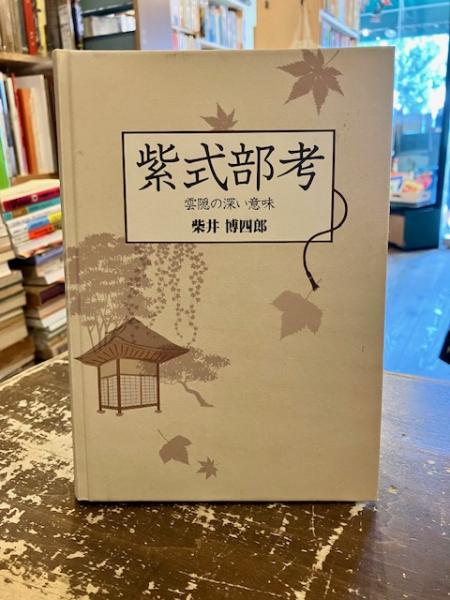 紫式部考
雲隠の深い意味
柴井 博四郎